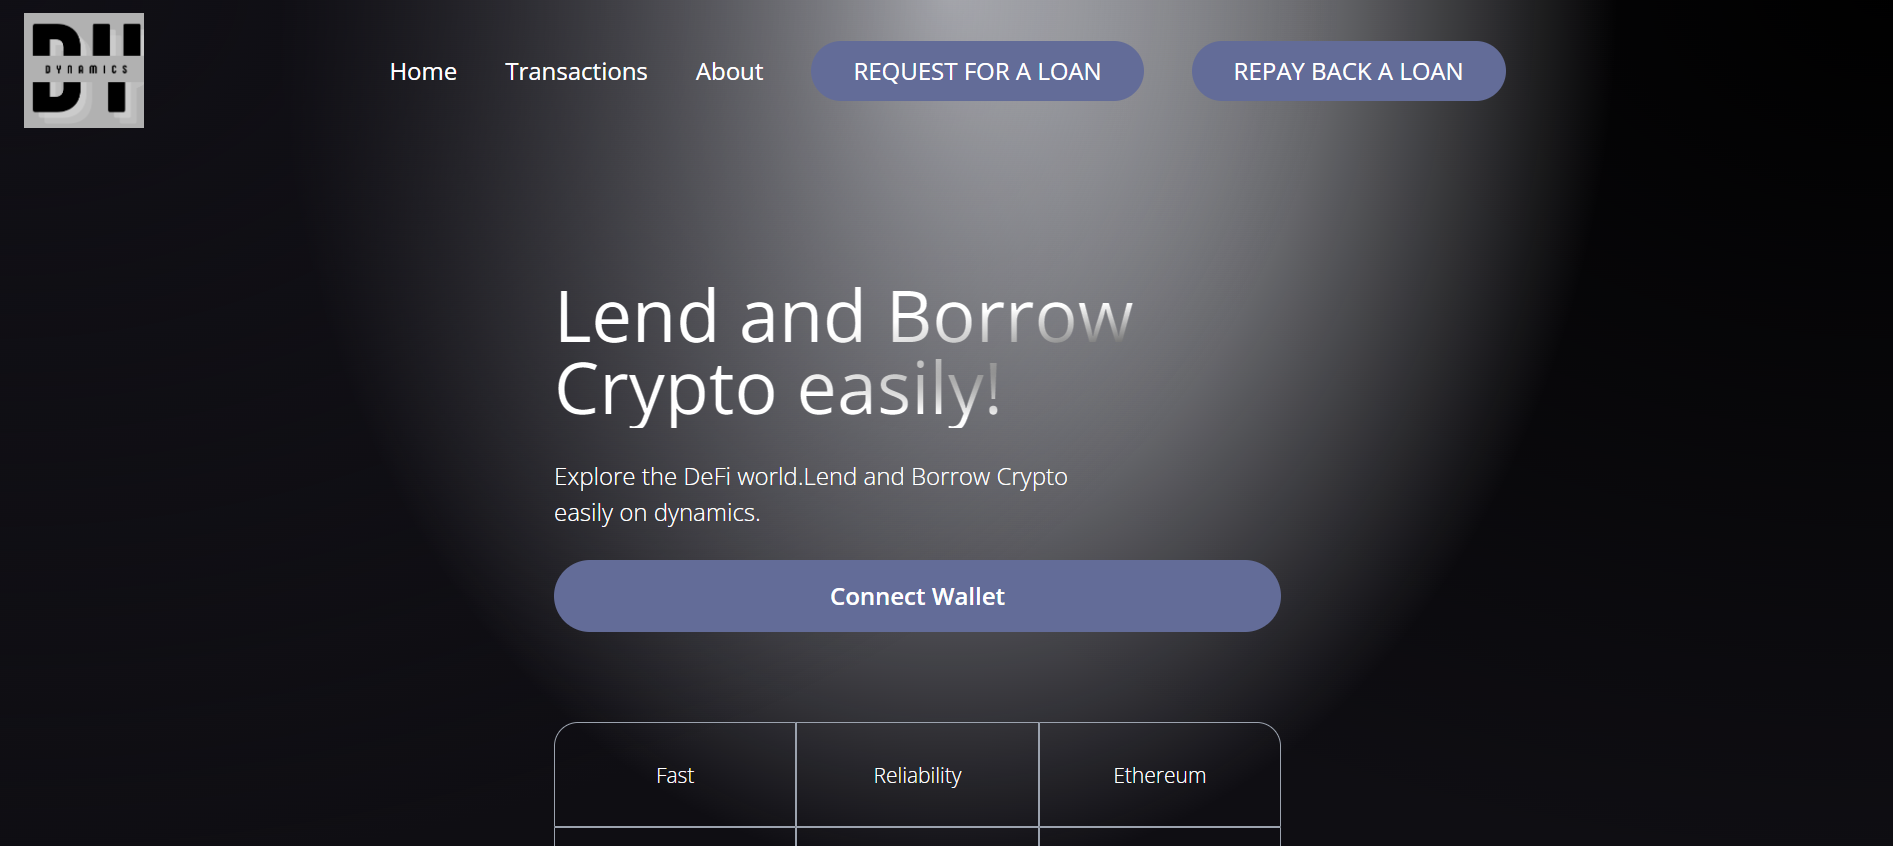 DY
DYNAMICS
Home
Transactions
About
REQUEST FOR A LOAN
REPAY BACK A LOAN
Lend and Borrow
Crypto easily!
Explore the DeFi world.Lend and Borrow Crypto
easily on dynamics.
Connect Wallet
Fast
Reliability
Ethereum